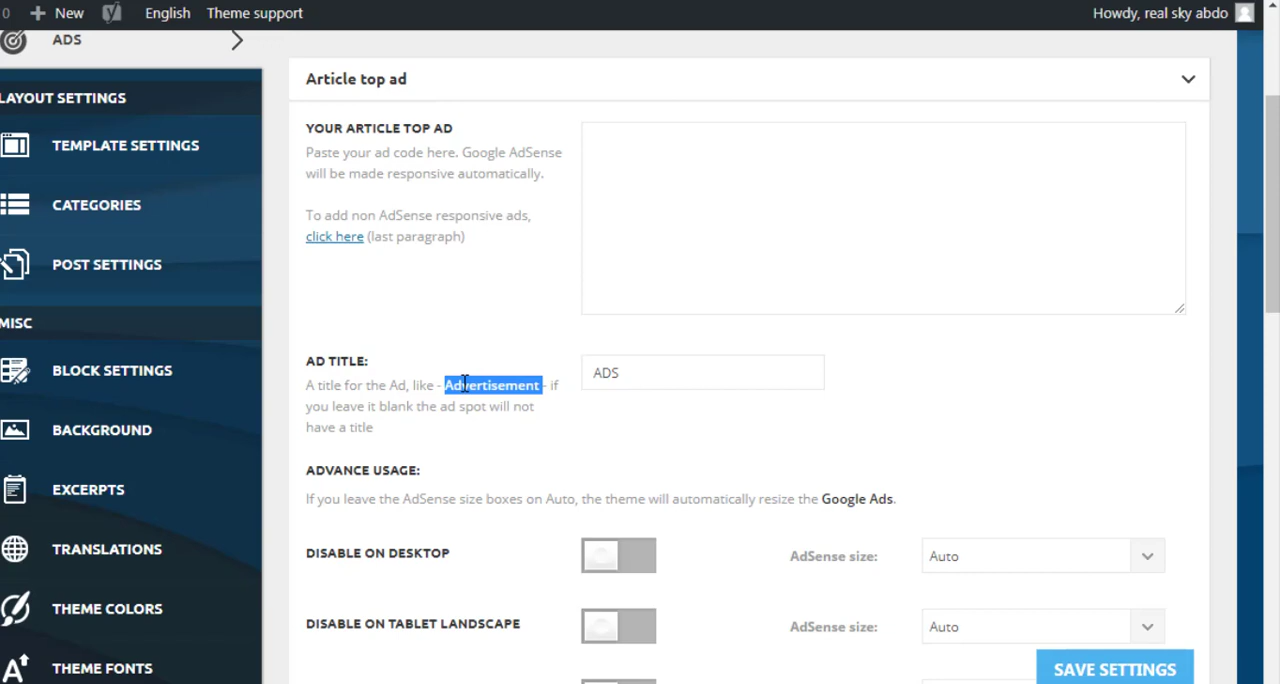 0 New English Theme support Howdy, real sky abdo
ADS
LAYOUT SETTINGS
TEMPLATE SETTINGS
CATEGORIES
POST SETTINGS
MISC
BLOCK SETTINGS
BACKGROUND
EXCERPTS
TRANSLATIONS
THEME COLORS
THEME FONTS
Article top ad
YOUR ARTICLE TOP AD
Paste your ad code here. Google AdSense
will be made responsive automatically.
To add non AdSense responsive ads,
click here (last paragraph)
AD TITLE:
A title for the Ad, like - Advertisement - if
you leave it blank the ad spot will not
have a title
ADS
ADVANCE USAGE:
If you leave the AdSense size boxes on Auto, the theme will automatically resize the Google Ads.
DISABLE ON DESKTOP AdSense size: Auto
DISABLE ON TABLET LANDSCAPE AdSense size: Auto
SAVE SETTINGS